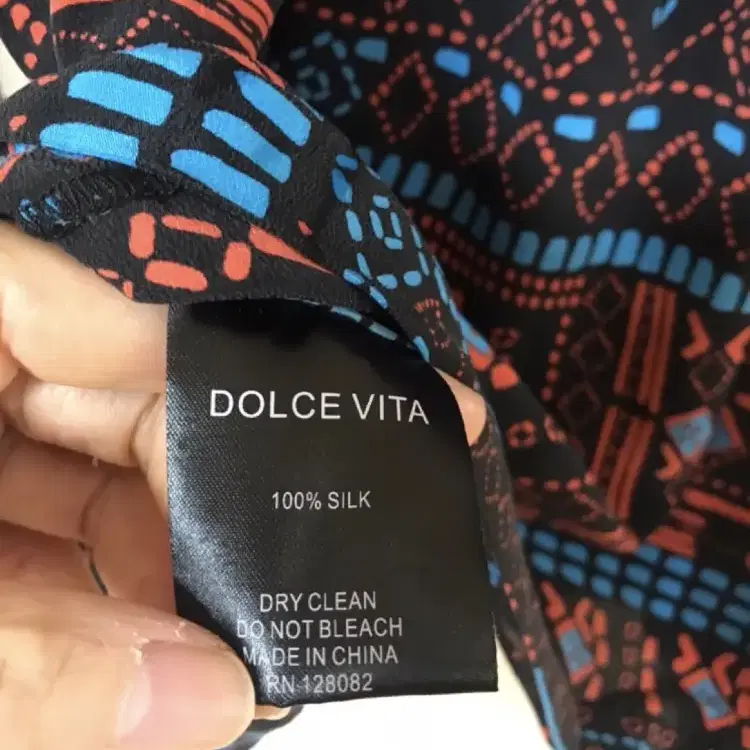 DOLCE VITA
100% SILK
DRY CLEAN
DO NOT BLEACH
MADE IN CHINA
RN 128082